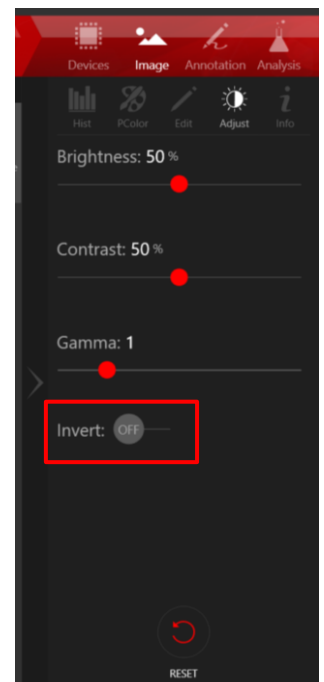 Devices Image Annotation Analysis
Hist PColor Edit Adjust Info
Brightness: 50 %
Contrast: 50 %
Gamma: 1
Invert: OFF
RESET